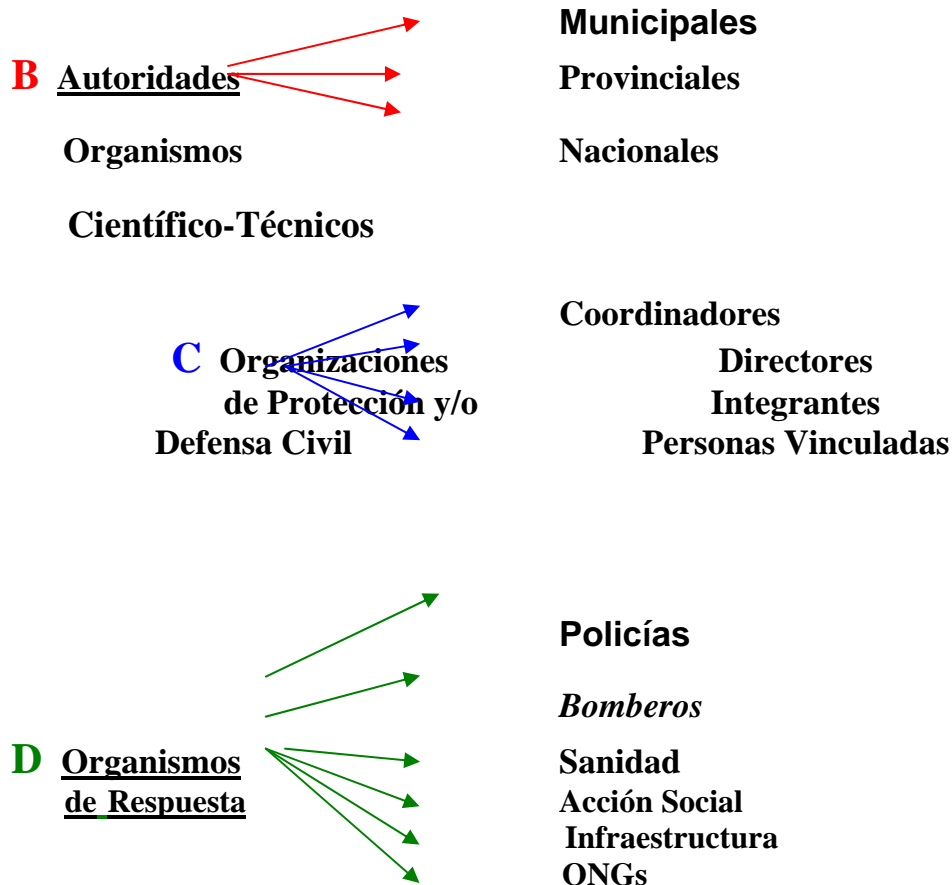 Municipales
B Autoridades Provinciales
Organismos Nacionales
Científico-Técnicos
Coordinadores
C Organizaciones Directores
de Protección y/o Integrantes
Defensa Civil Personas Vinculadas
Policías
Bomberos
D Organismos Sanidad
de Respuesta Acción Social
Infraestructura
ONGs